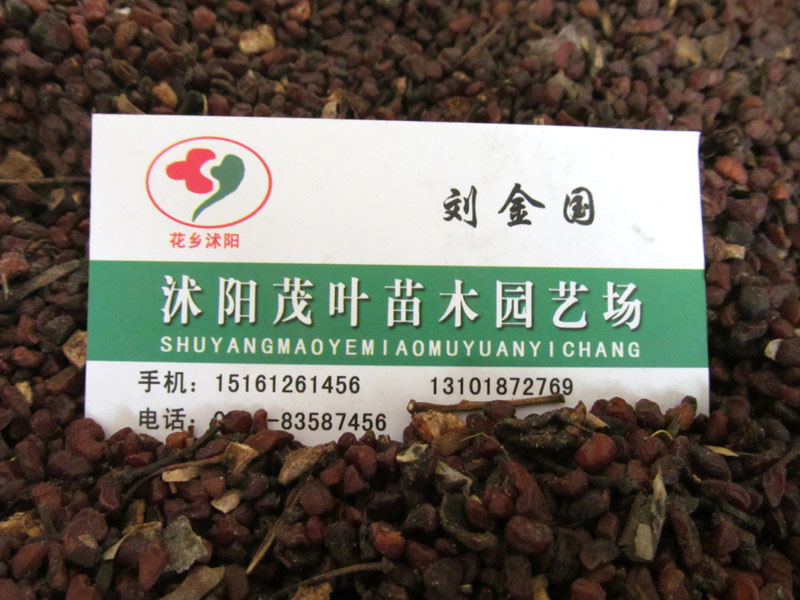 刘金国
花乡沭阳
沭阳茂叶苗木园艺场
SHUYANGMAOYEMIAOMUYUANYICHANG
手机：15161261456 13101872769
电话：-83587456